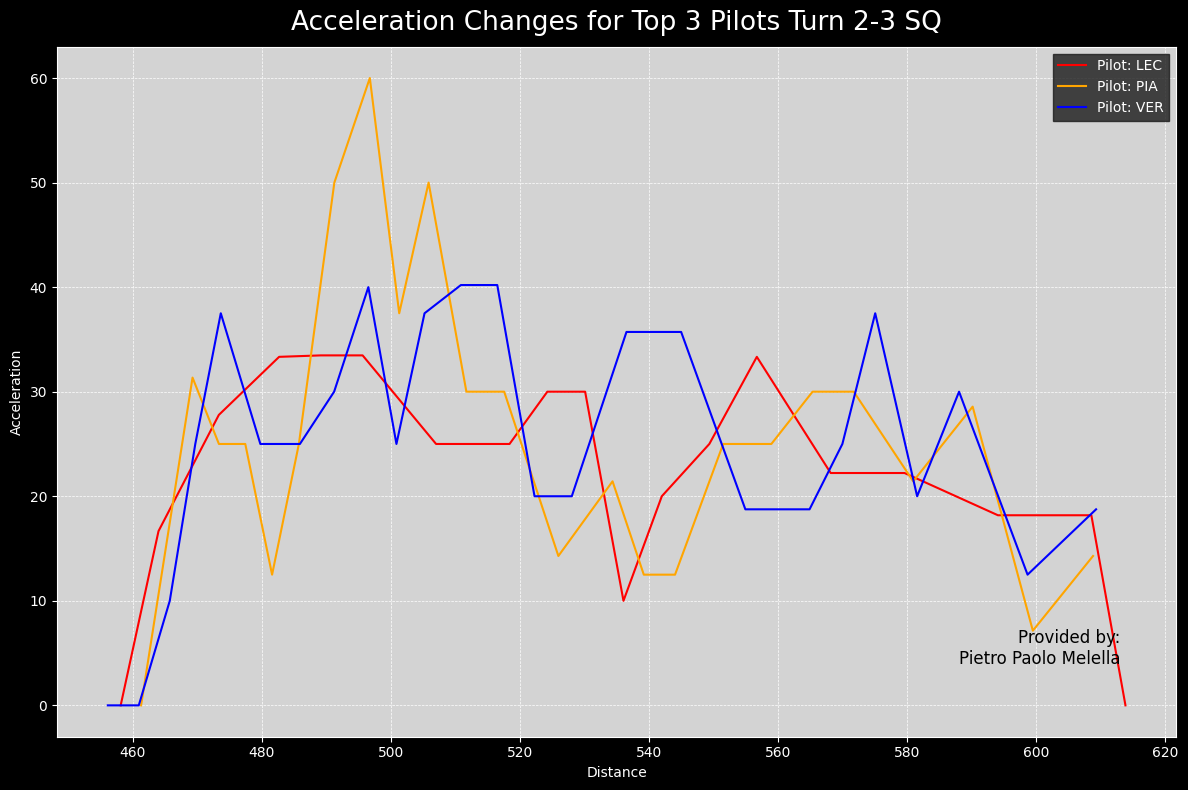 Acceleration Changes for Top 3 Pilots Turn 2-3 SQ
Pilot: LEC
Pilot: PIA
Pilot: VER
60
50
40
30
20
10
0
Acceleration
Provided by:
Pietro Paolo Melella
460 480 500 520 540 560 580 600 620
Distance